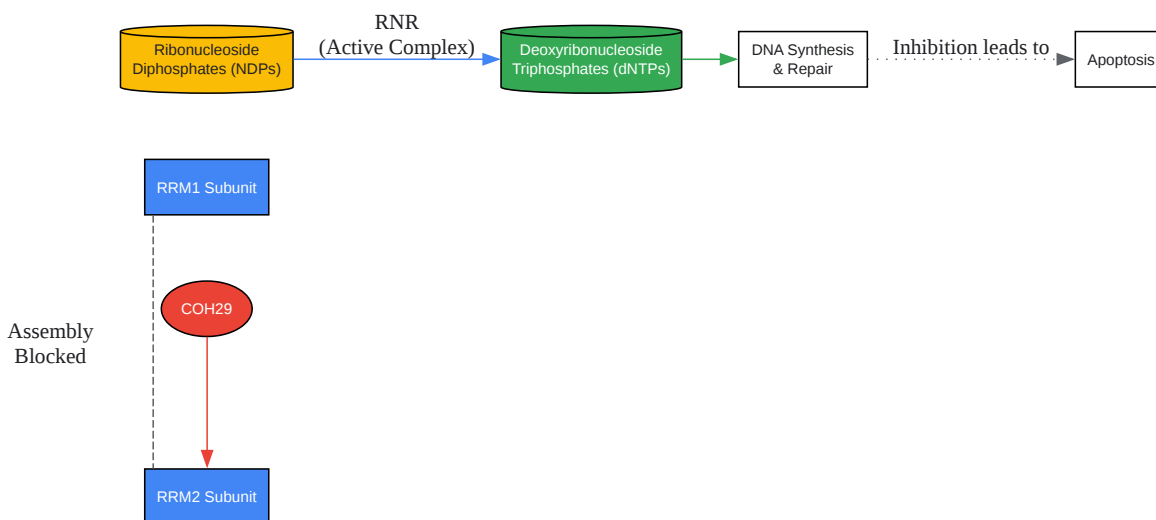 Ribonucleoside
Diphosphates (NDPs)
RNR
(Active Complex)
Deoxyribonucleoside
Triphosphates (dNTPs)
DNA Synthesis
& Repair
Inhibition leads to
Apoptosis
RRM1 Subunit
COH29
Assembly
Blocked
RRM2 Subunit